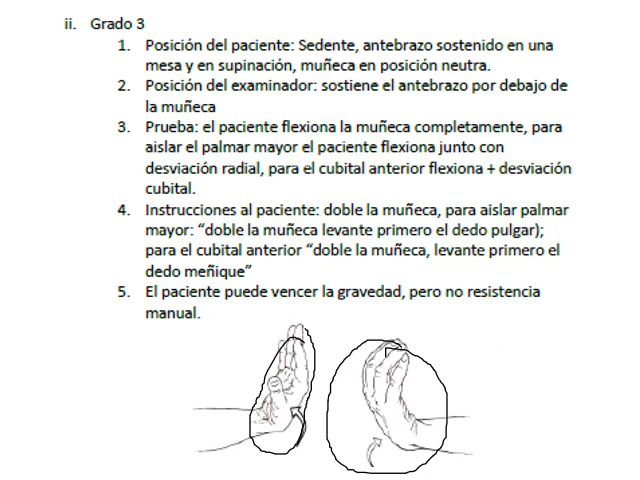 ii. Grado 3
1. Posición del paciente: Sedente, antebrazo sostenido en una
mesa y en supinación, muñeca en posición neutra.
2. Posición del examinador: sostiene el antebrazo por debajo de
la muñeca
3. Prueba: el paciente flexiona la muñeca completamente, para
aislar el palmar mayor el paciente flexiona junto con
desviación radial, para el cubital anterior flexiona + desviación
cubital.
4. Instrucciones al paciente: doble la muñeca, para aislar palmar
mayor: “doble la muñeca levante primero el dedo pulgar);
para el cubital anterior “doble la muñeca, levante primero el
dedo meñique”
5. El paciente puede vencer la gravedad, pero no resistencia
manual.